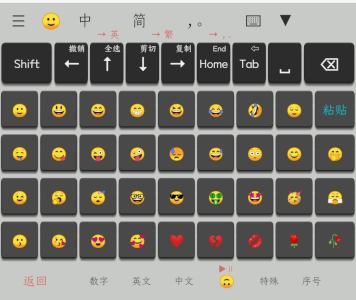 中 简 ，。
→ 英 → 繁 → , .
撤销 全选 剪切 复制 End
Shift ← ↑ ↓ → Home Tab
粘贴
返回 数字 英文 中文 特殊 序号